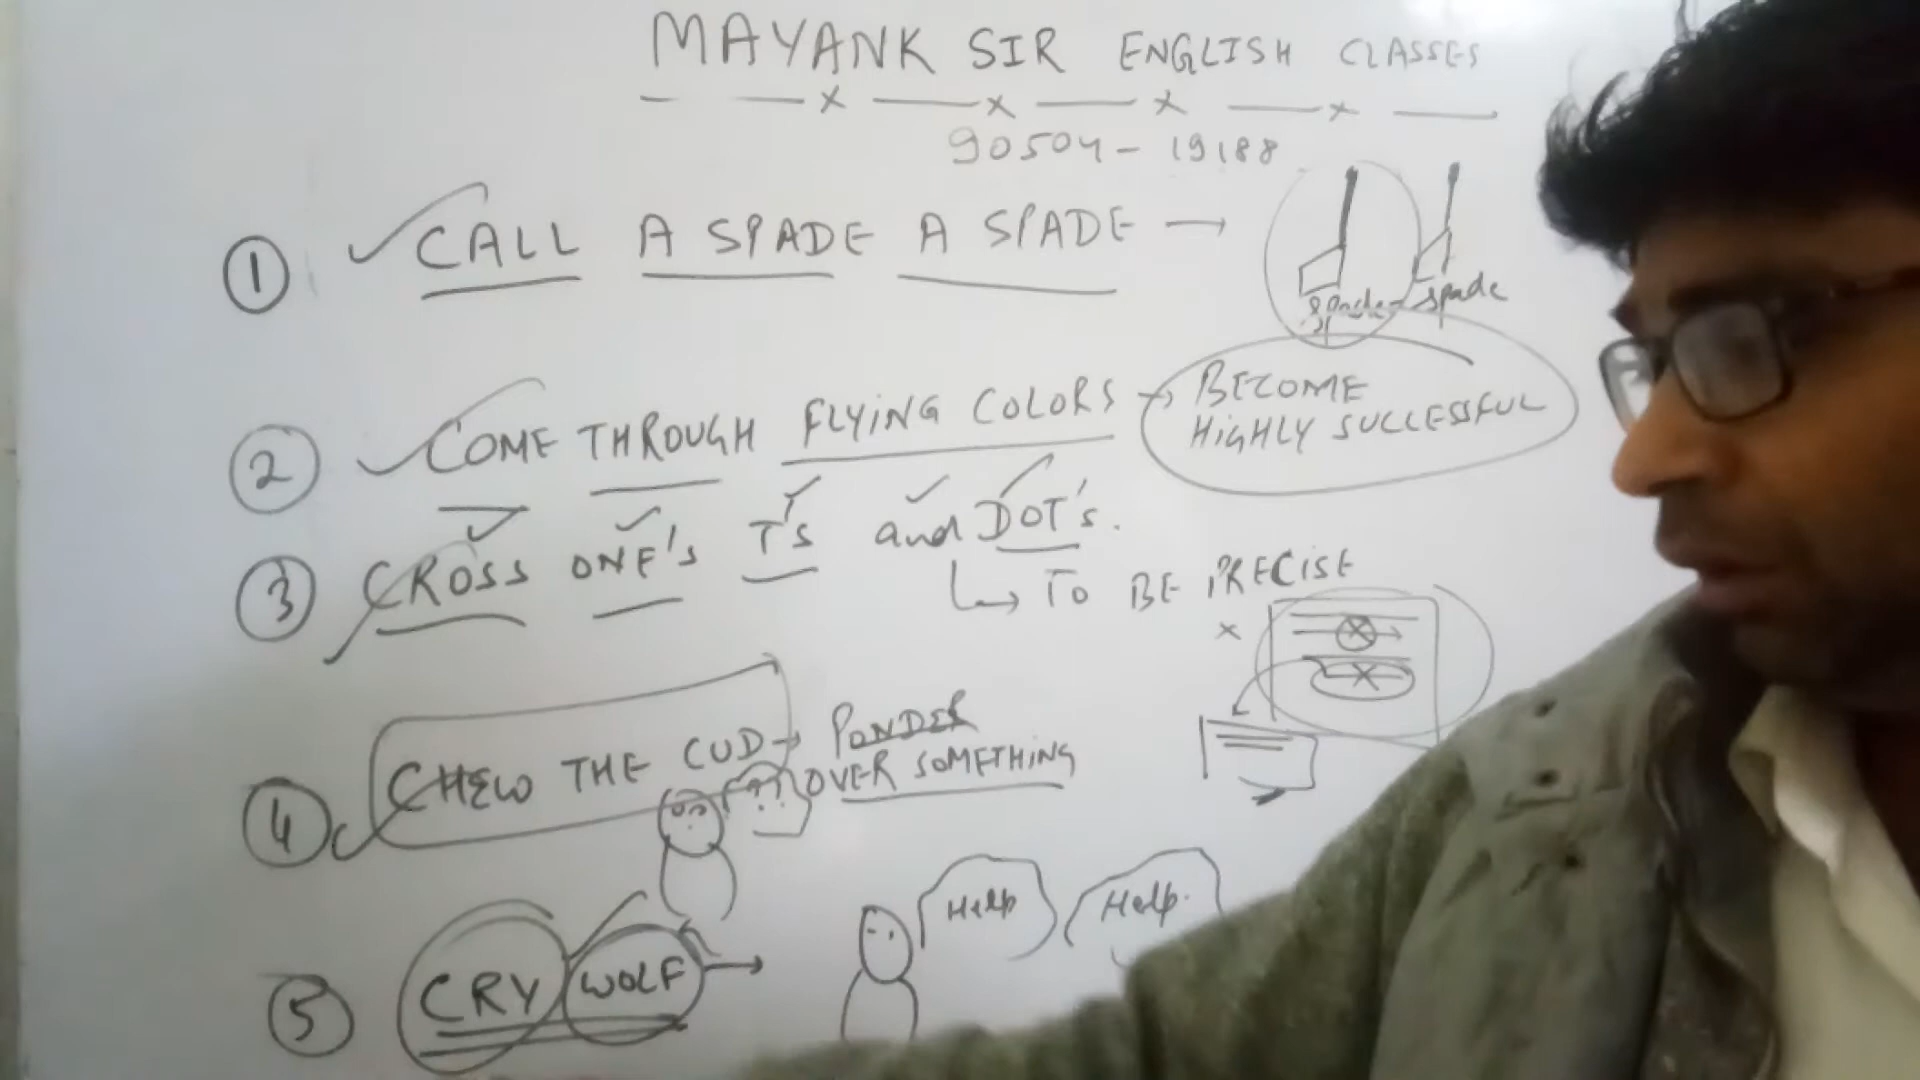 MAYANK SIR ENGLISH CLASSES
90504-19188
1 CALL A SPADE A SPADE →
spade spade
2 COME THROUGH FLYING COLORS → BECOME
HIGHLY SUCCESSFUL
3 CROSS ONE's T's and DOT's.
↳ TO BE PRECISE
4 CHEW THE CUD → PONDER
OVER SOMETHING
5 CRY WOLF →
Help
Help.